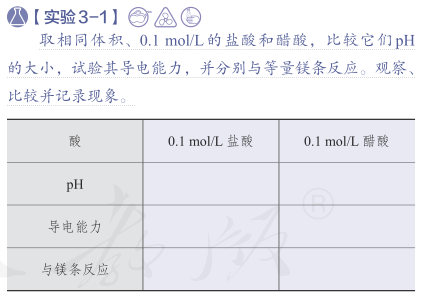 【实验3-1】
取相同体积、0.1 mol/L的盐酸和醋酸，比较它们pH
的大小，试验其导电能力，并分别与等量镁条反应。观察、
比较并记录现象。
酸 0.1 mol/L 盐酸 0.1 mol/L 醋酸
pH
导电能力
与镁条反应